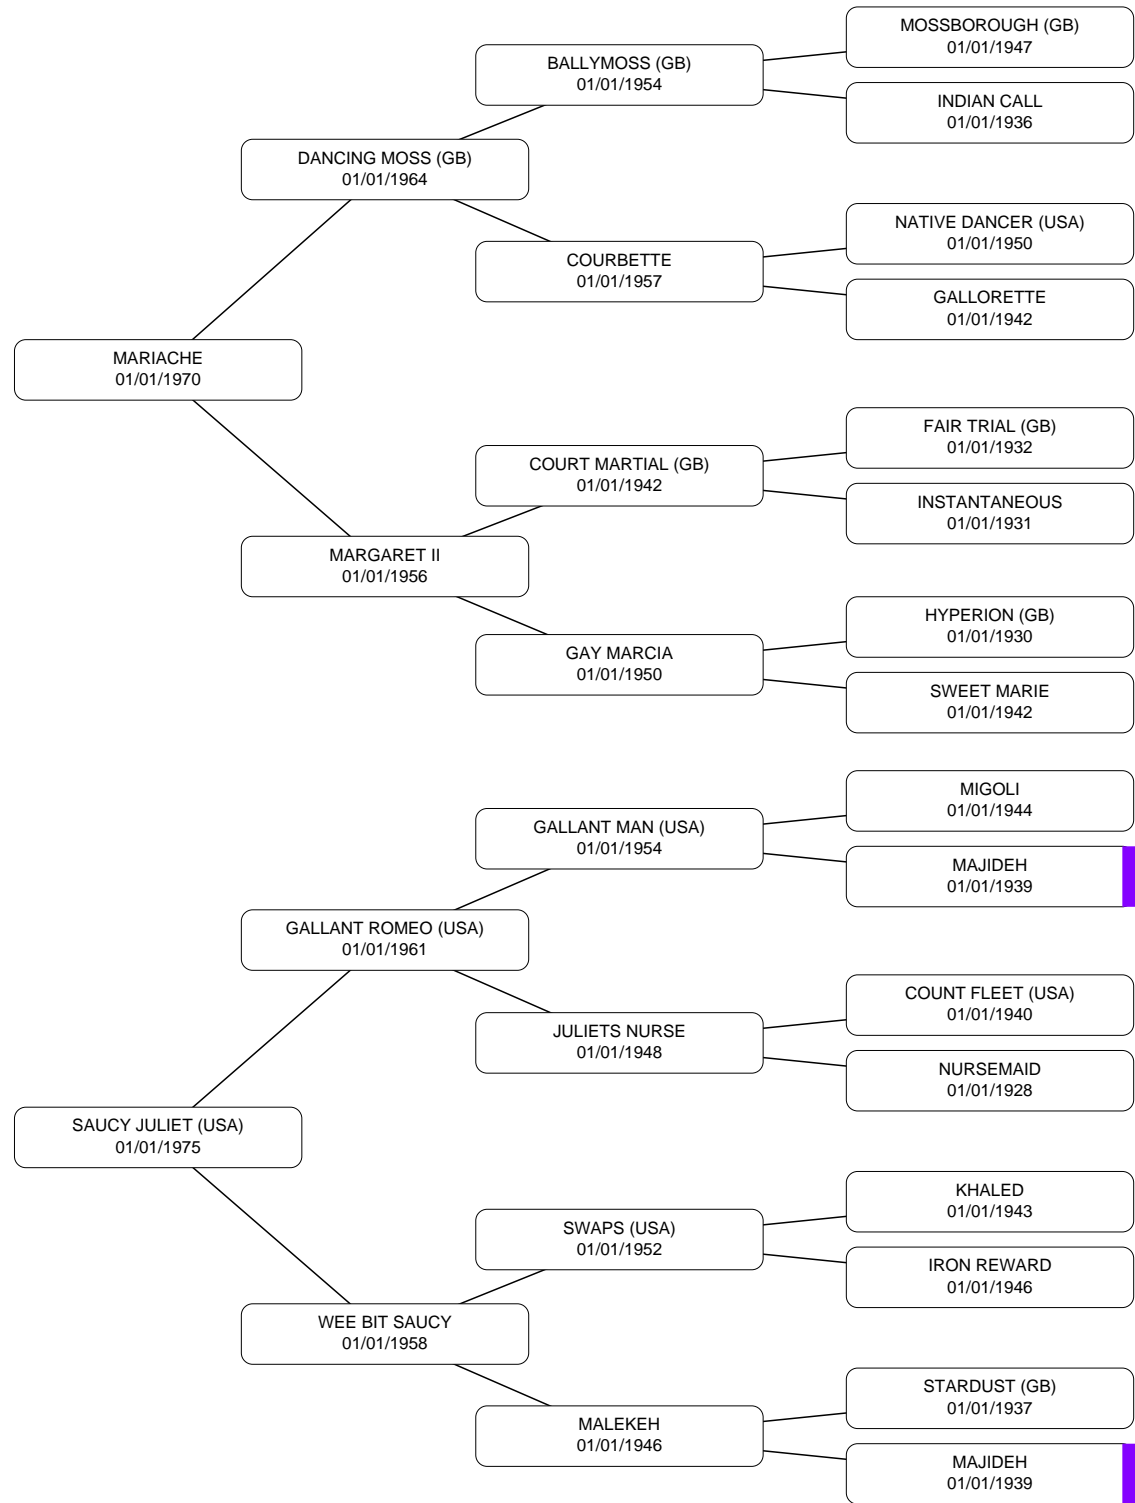 MOSSBOROUGH (GB)
01/01/1947
BALLYMOSS (GB)
01/01/1954
INDIAN CALL
01/01/1936
DANCING MOSS (GB)
01/01/1964
NATIVE DANCER (USA)
01/01/1950
COURBETTE
01/01/1957
GALLORETTE
01/01/1942
MARIACHE
01/01/1970
FAIR TRIAL (GB)
01/01/1932
COURT MARTIAL (GB)
01/01/1942
INSTANTANEOUS
01/01/1931
MARGARET II
01/01/1956
HYPERION (GB)
01/01/1930
GAY MARCIA
01/01/1950
SWEET MARIE
01/01/1942
MIGOLI
01/01/1944
GALLANT MAN (USA)
01/01/1954
MAJIDEH
01/01/1939
GALLANT ROMEO (USA)
01/01/1961
COUNT FLEET (USA)
01/01/1940
JULIETS NURSE
01/01/1948
NURSEMAID
01/01/1928
SAUCY JULIET (USA)
01/01/1975
KHALED
01/01/1943
SWAPS (USA)
01/01/1952
IRON REWARD
01/01/1946
WEE BIT SAUCY
01/01/1958
STARDUST (GB)
01/01/1937
MALEKEH
01/01/1946
MAJIDEH
01/01/1939